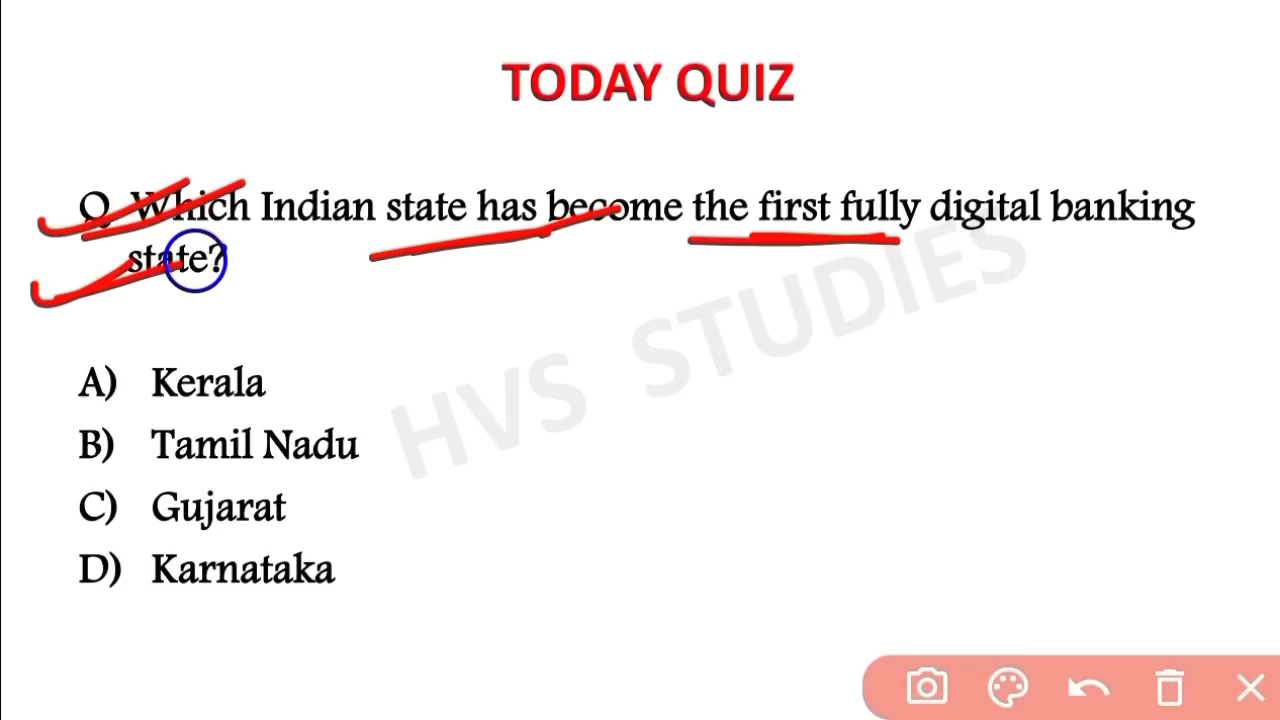 TODAY QUIZ
Q Which Indian state has become the first fully digital banking
state?
HVS STUDIES
A) Kerala
B) Tamil Nadu
C) Gujarat
D) Karnataka